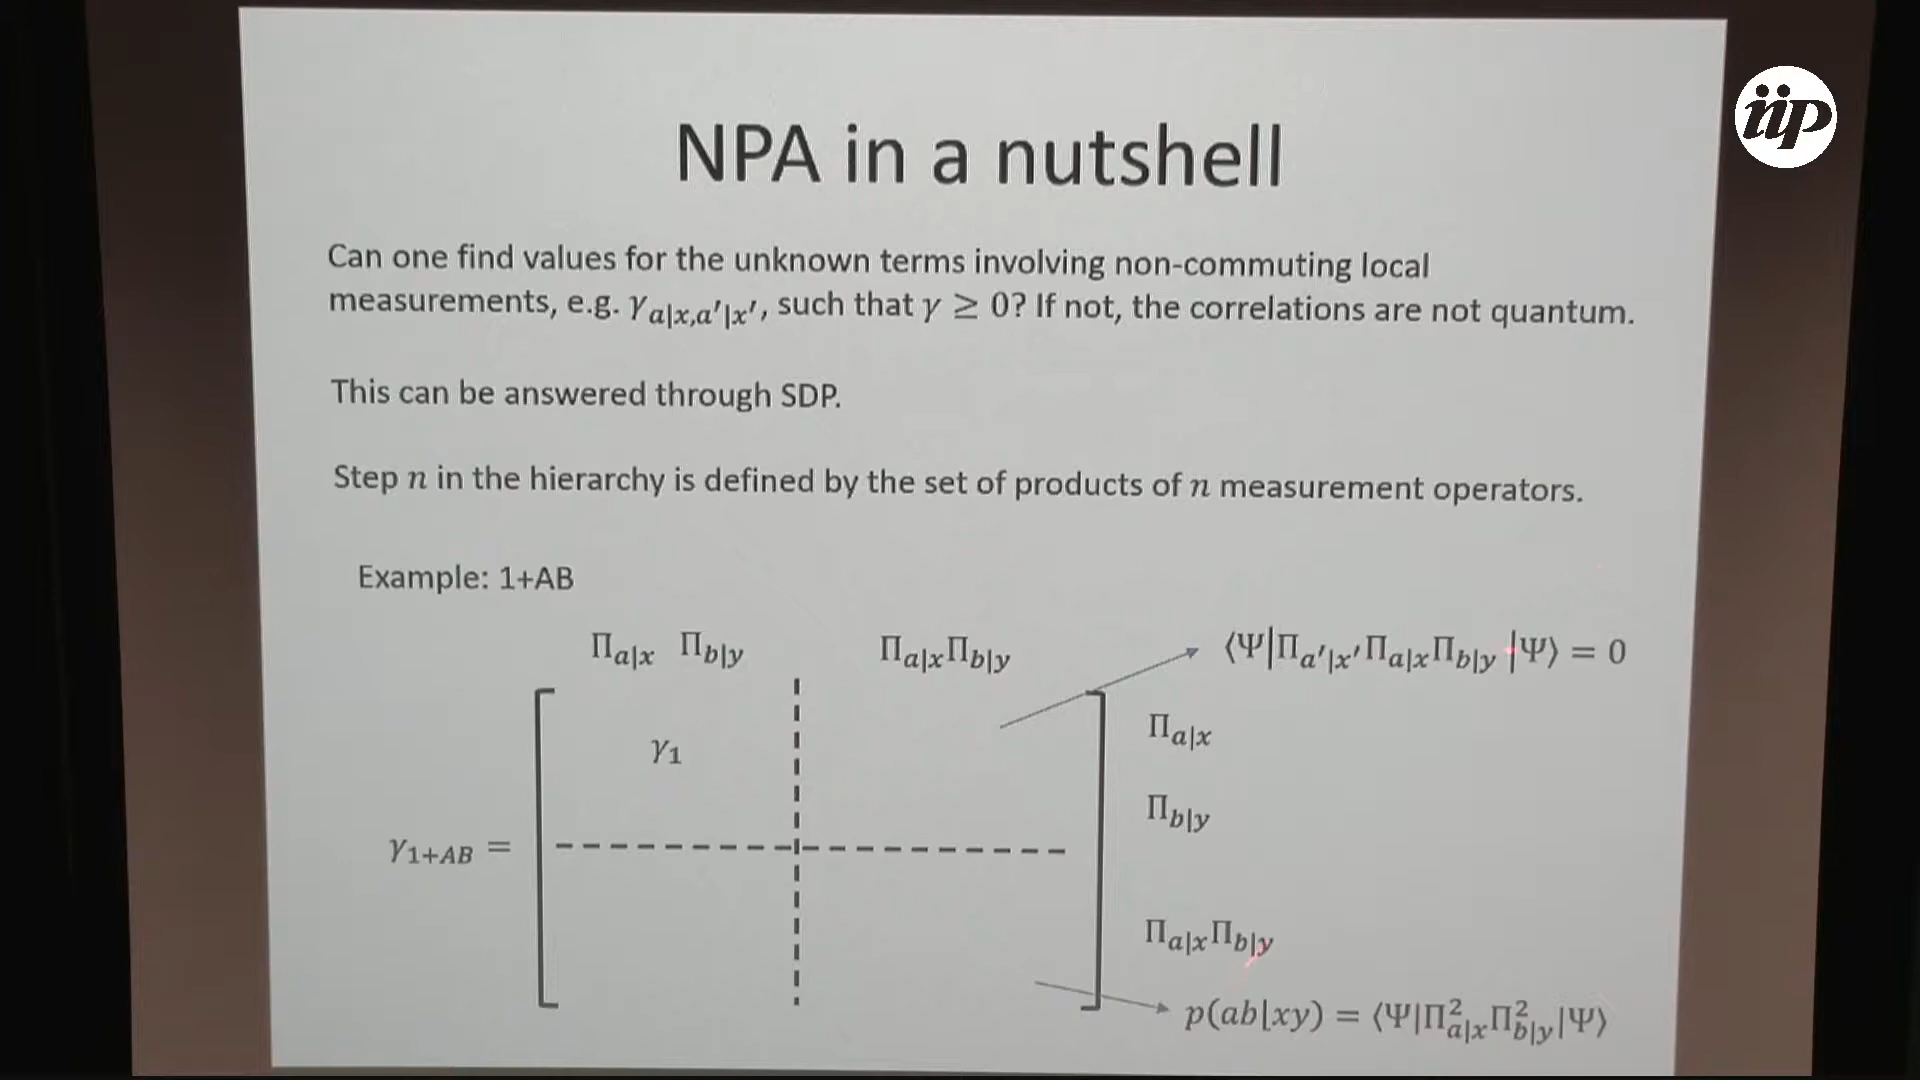 iip
NPA in a nutshell
Can one find values for the unknown terms involving non-commuting local
measurements, e.g. γ_{a|x,a′|x′}, such that γ ≥ 0? If not, the correlations are not quantum.
This can be answered through SDP.
Step n in the hierarchy is defined by the set of products of n measurement operators.
Example: 1+AB
Π_{a|x} Π_{b|y} Π_{a|x}Π_{b|y} ⟨Ψ|Π_{a′|x′}Π_{a|x}Π_{b|y}|Ψ⟩ = 0
γ₁ Π_{a|x}
Π_{b|y}
γ_{1+AB} =
Π_{a|x}Π_{b|y}
p(ab|xy) = ⟨Ψ|Π²_{a|x}Π²_{b|y}|Ψ⟩